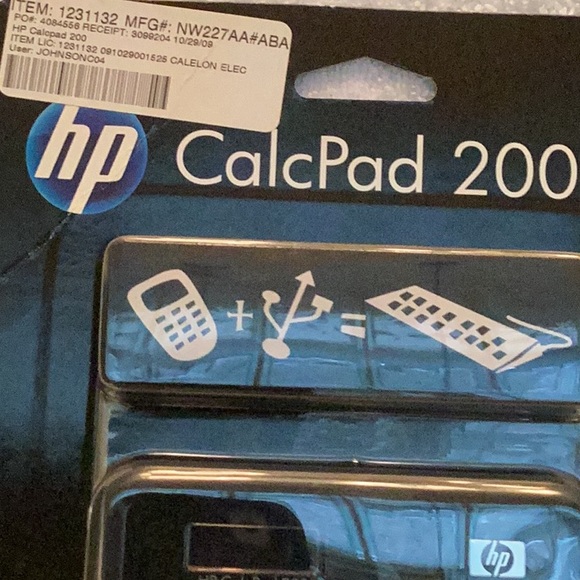 ITEM: 1231132 MFG#: NW227AA#ABA
PO#: 4084556 RECEIPT: 3099204 10/29/09
HP Calcpad 200
ITEM LIC: 1231132 091029001525 CALELON ELEC
User: JOHNSONC04
hp CalcPad 200
hp